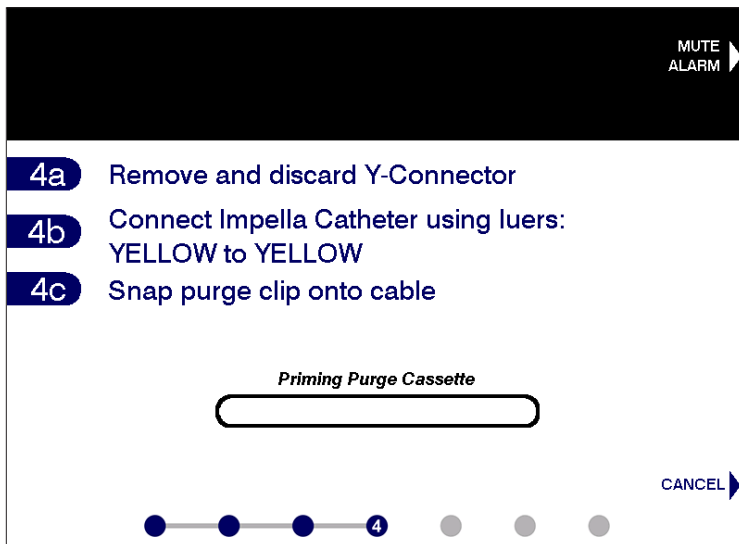 MUTE
ALARM
4a Remove and discard Y-Connector
4b Connect Impella Catheter using luers:
YELLOW to YELLOW
4c Snap purge clip onto cable
Priming Purge Cassette
CANCEL
4